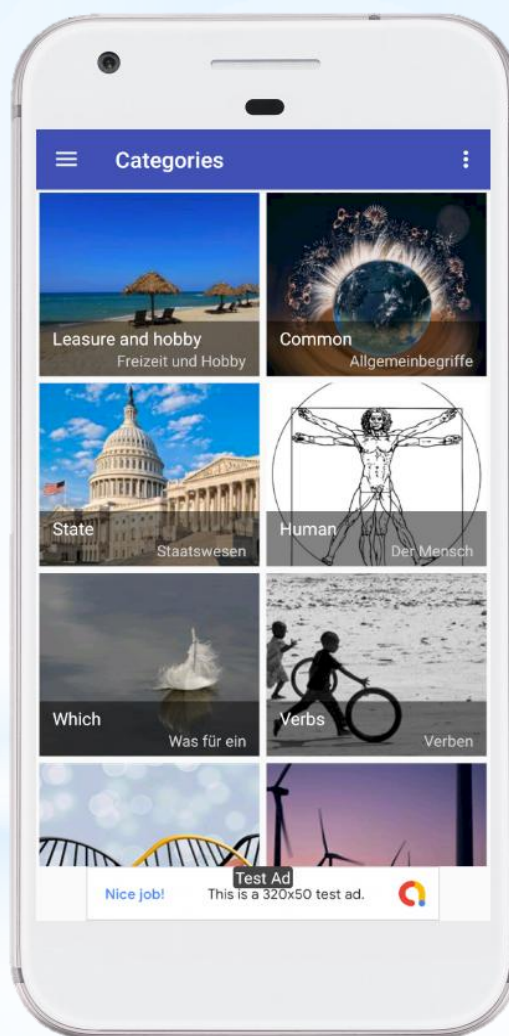 Categories
Leasure and hobby
Freizeit und Hobby
Common
Allgemeinbegriffe
State
Staatswesen
Human
Der Mensch
Which
Was für ein
Verbs
Verben
Test Ad
Nice job!
This is a 320x50 test ad.